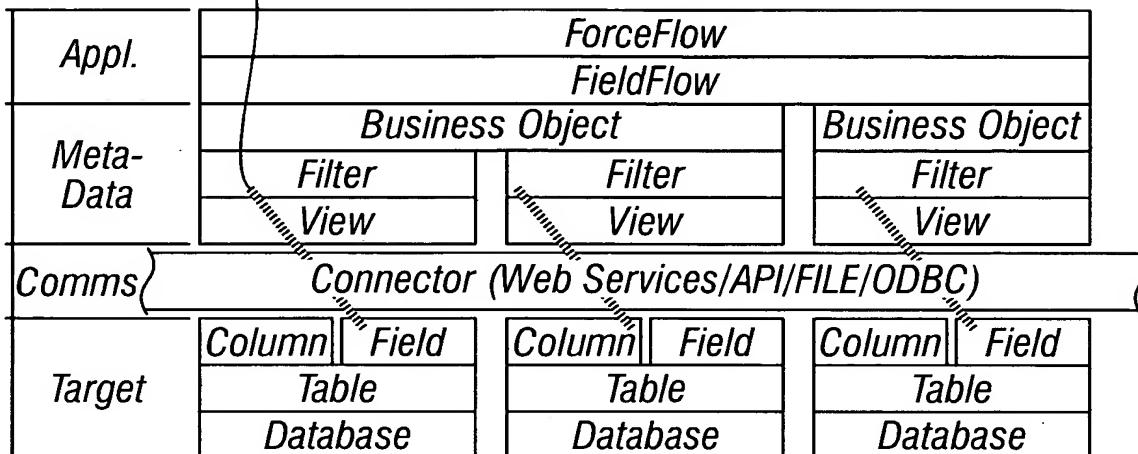 Appl.
ForceFlow
FieldFlow
Meta-
Data
Business Object Business Object
Filter Filter Filter
View View View
Comms Connector (Web Services/API/FILE/ODBC)
Target
Column Field Column Field Column Field
Table Table Table
Database Database Database